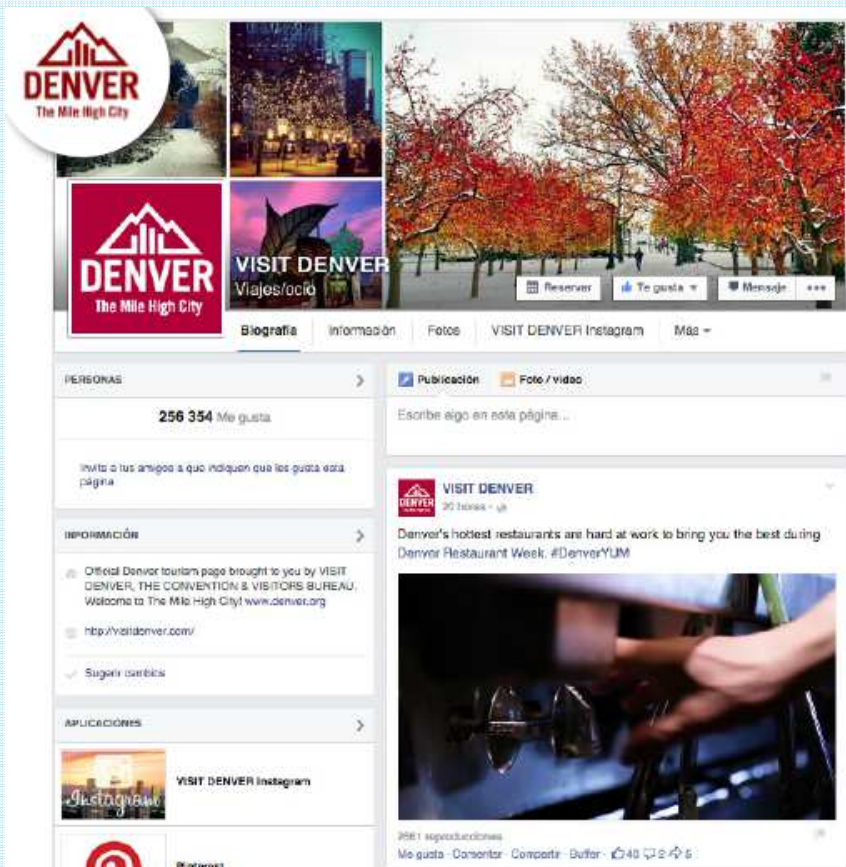 DENVER
The Mile High City
DENVER
The Mile High City
VISIT DENVER
Viajes/ocio
Reservar
Te gusta
Mensaje
Biografía
Información
Fotos
VISIT DENVER Instagram
Más
PERSONAS
256 354 Me gusta
Invita a tus amigos a que indiquen que les gusta esta
página
INFORMACIÓN
Official Denver tourism page brought to you by VISIT
DENVER, THE CONVENTION & VISITORS BUREAU.
Welcome to The Mile High City! www.denver.org
http://visitdenver.com/
Sugerir cambios
APLICACIONES
Instagram
VISIT DENVER Instagram
Pinterest
Publicación
Foto / vídeo
Escribe algo en esta página...
DENVER
VISIT DENVER
20 horas
Denver's hottest restaurants are hard at work to bring you the best during
Denver Restaurant Week. #DenverYUM
reproducciones
Me gusta · Comentar · Compartir · Buffer